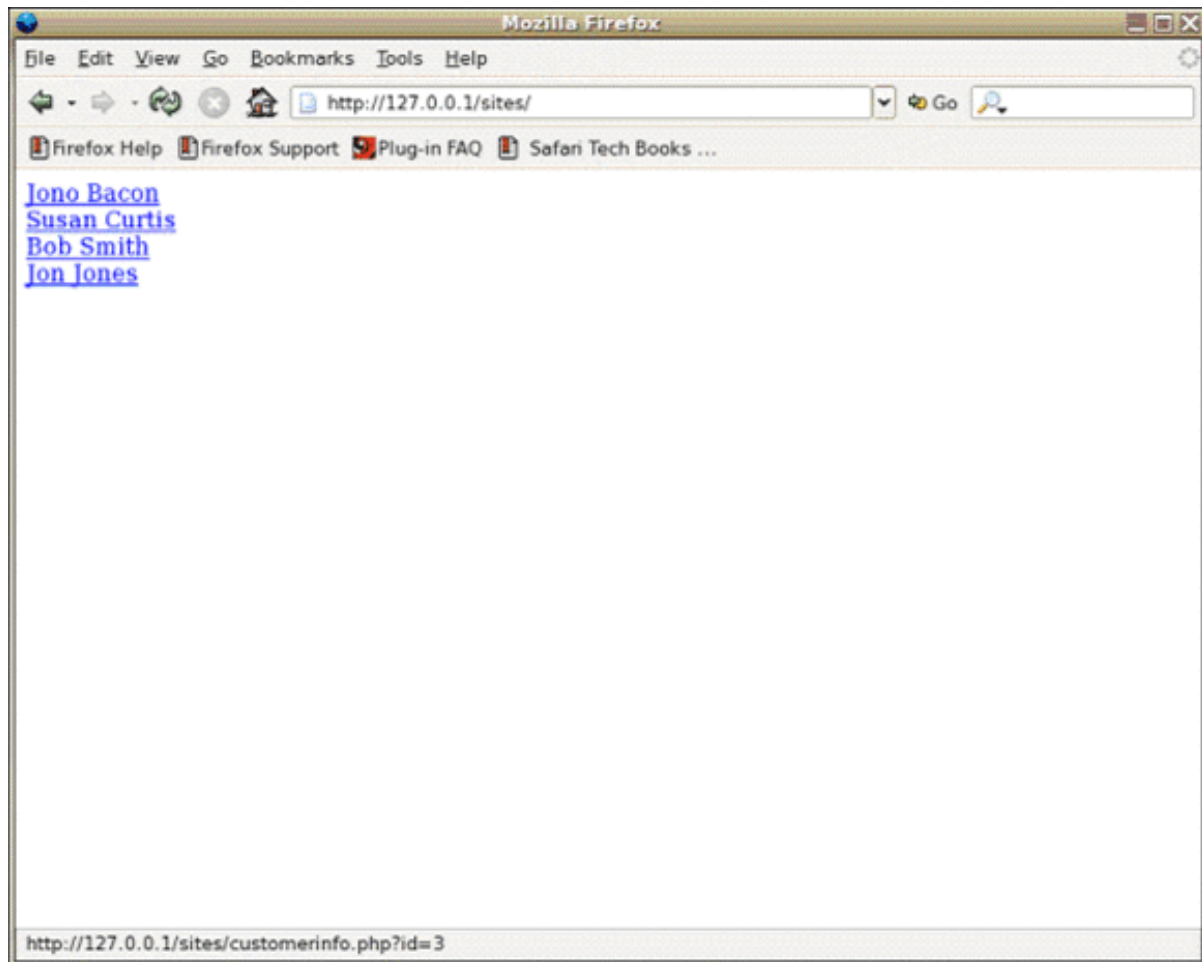 Mozilla Firefox
File Edit View Go Bookmarks Tools Help
http://127.0.0.1/sites/ Go
Firefox Help Firefox Support Plug-in FAQ Safari Tech Books ...
Jono Bacon
Susan Curtis
Bob Smith
Jon Jones
http://127.0.0.1/sites/customerinfo.php?id=3